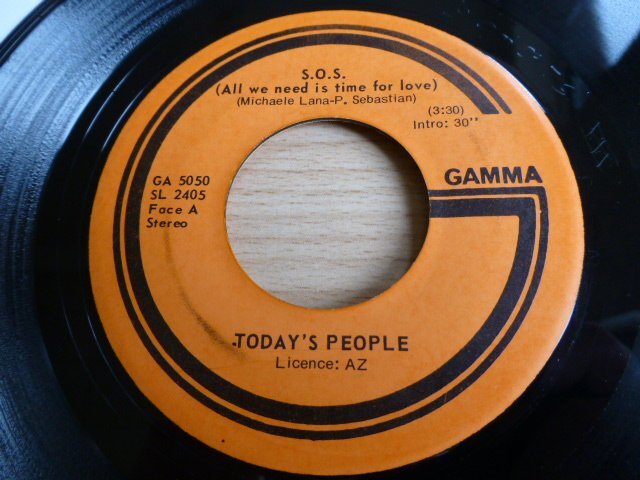 S.O.S.
(All we need is time for love)
(Michaele Lana-P. Sebastian)
(3:30)
Intro: 30''
GA 5050
SL 2405
Face A
Stereo
GAMMA
TODAY'S PEOPLE
Licence: AZ